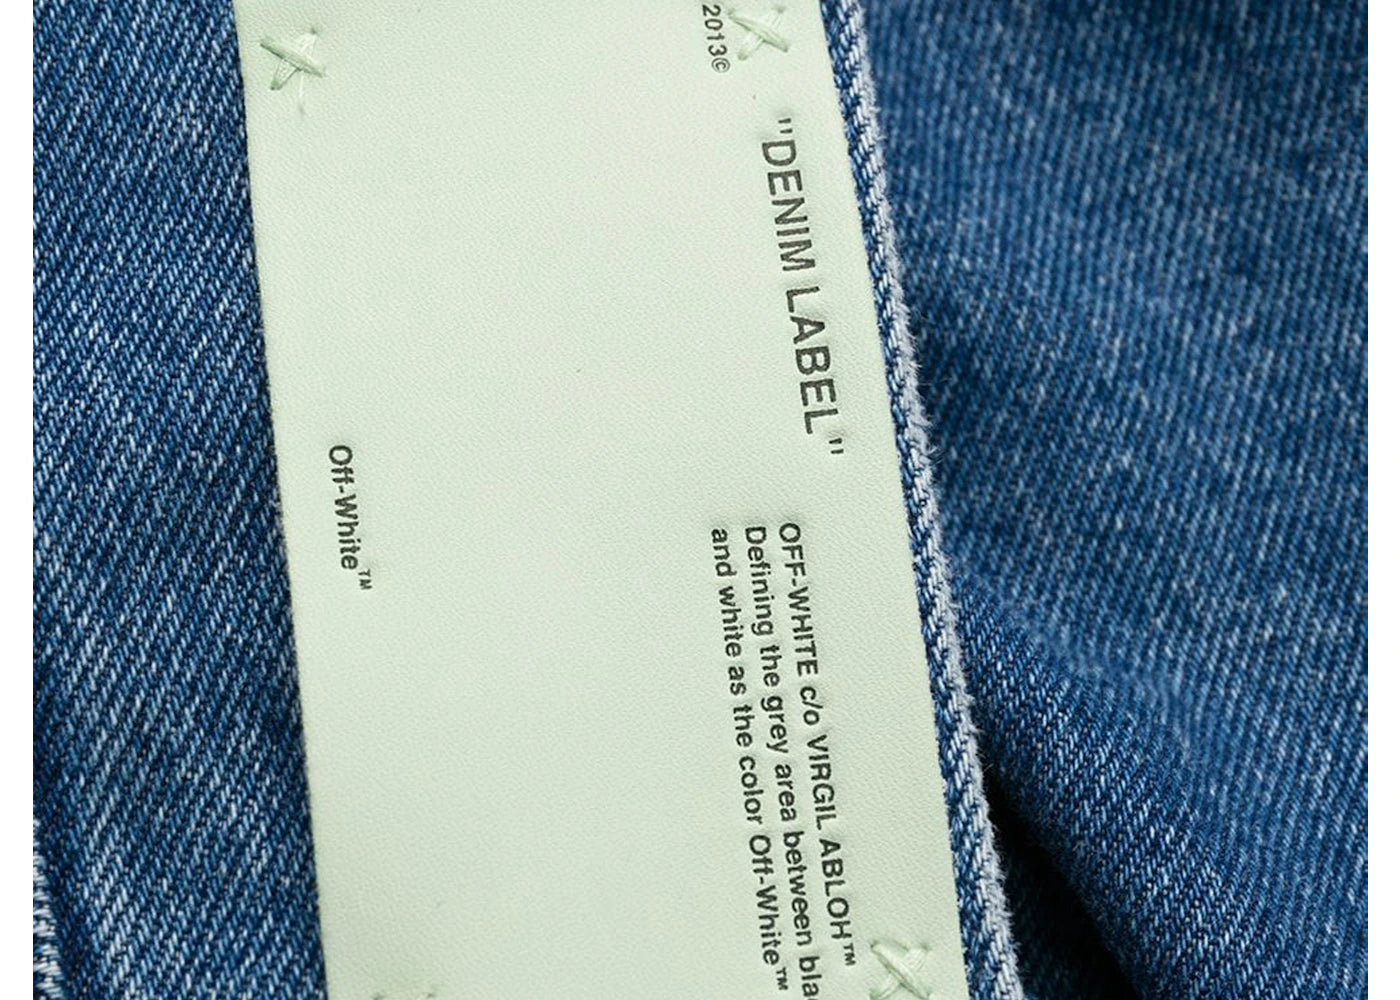 2013©
"DENIM LABEL"
OFF-WHITE c/o VIRGIL ABLOH™
Defining the grey area between
and white as the color Off-White™
Off-White™